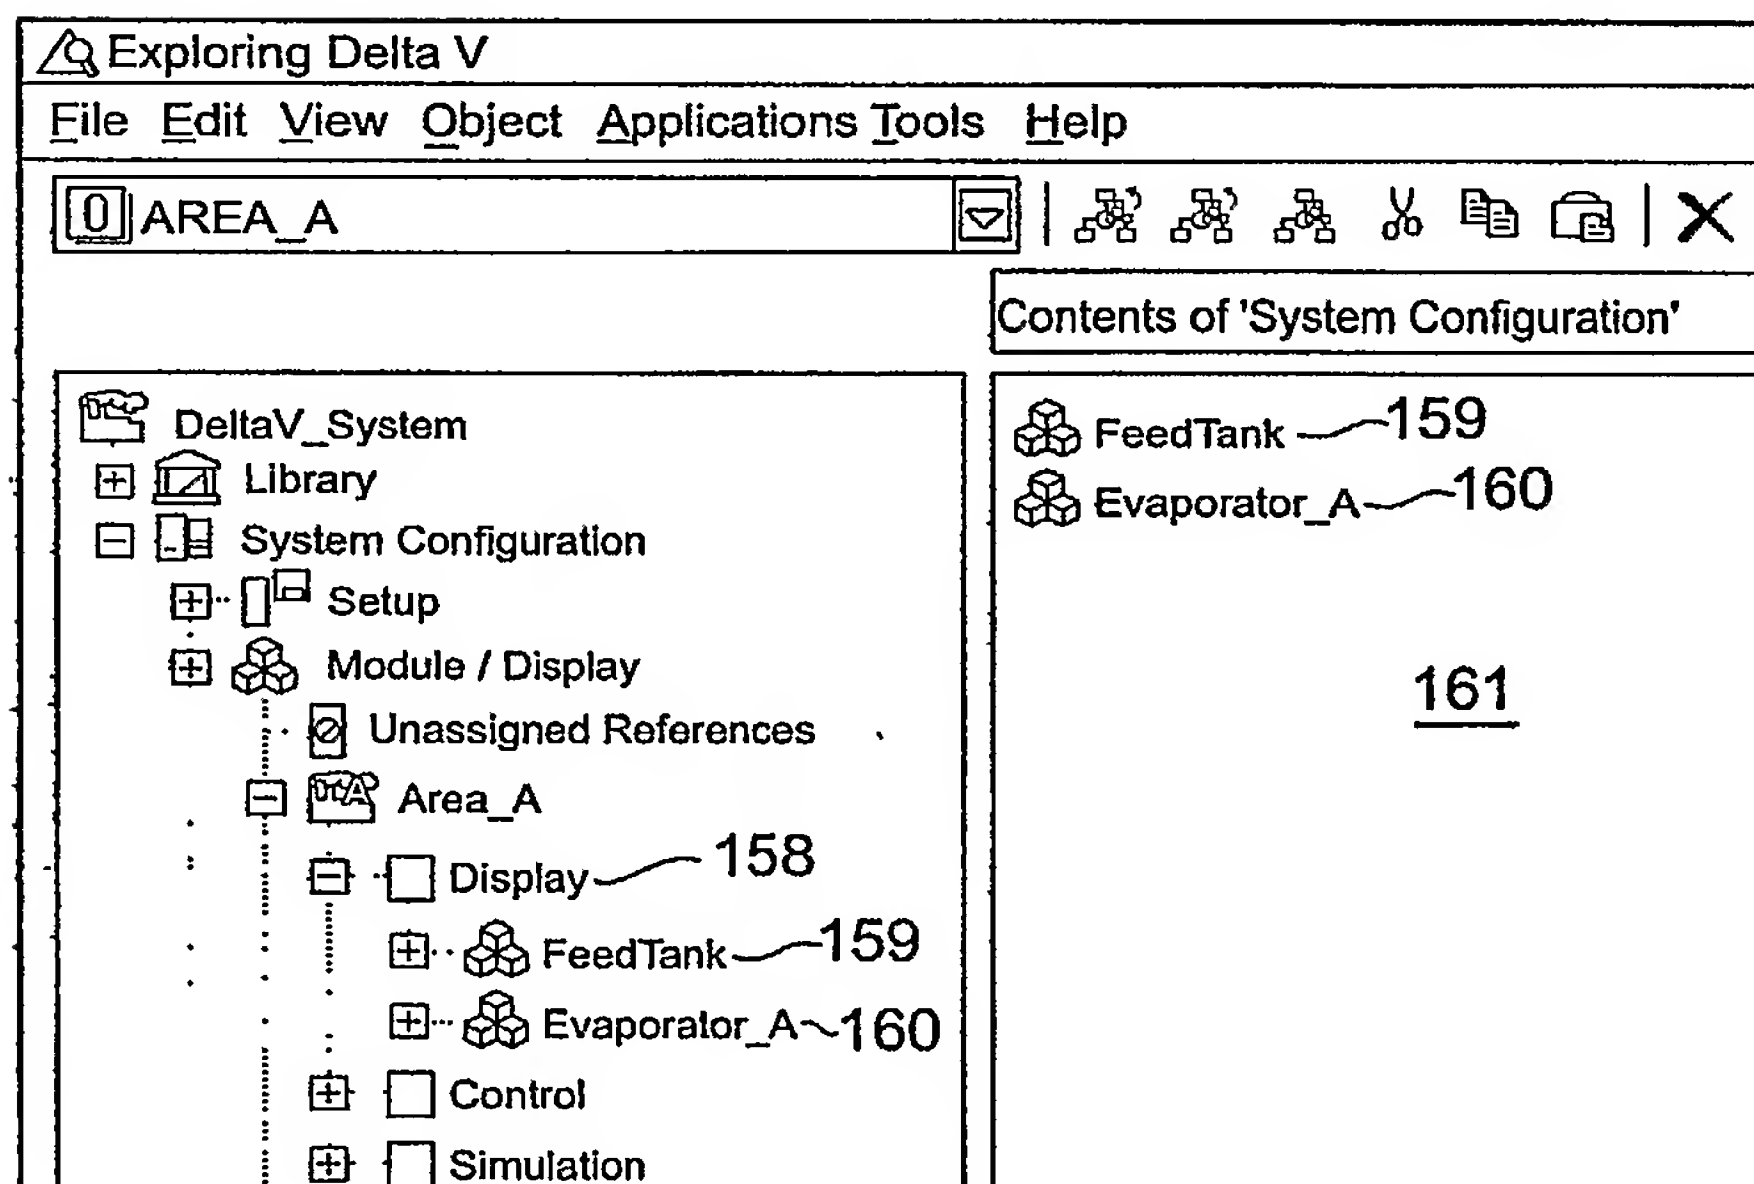 Exploring Delta V
File Edit View Object Applications Tools Help
AREA_A
Contents of 'System Configuration'
DeltaV_System
Library
System Configuration
Setup
Module / Display
Unassigned References
Area_A
Display 158
FeedTank 159
Evaporator_A 160
Control
Simulation
FeedTank 159
Evaporator_A 160
161